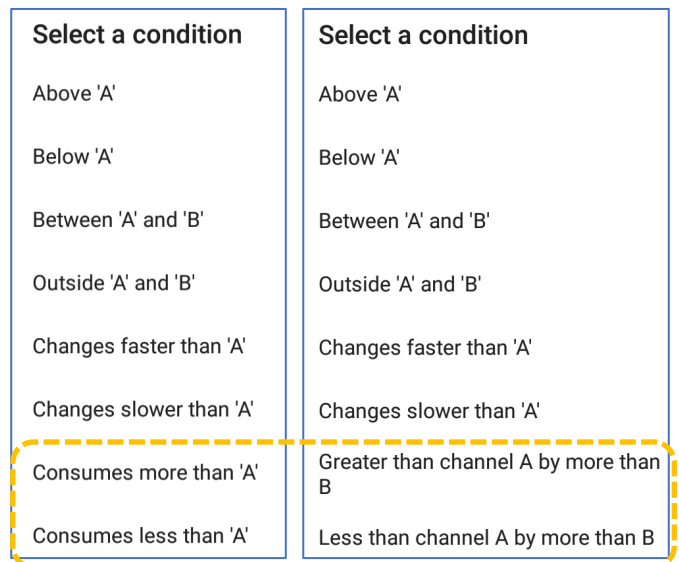 Select a condition
Above 'A'
Below 'A'
Between 'A' and 'B'
Outside 'A' and 'B'
Changes faster than 'A'
Changes slower than 'A'
Consumes more than 'A'
Consumes less than 'A'
Select a condition
Above 'A'
Below 'A'
Between 'A' and 'B'
Outside 'A' and 'B'
Changes faster than 'A'
Changes slower than 'A'
Greater than channel A by more than
B
Less than channel A by more than B